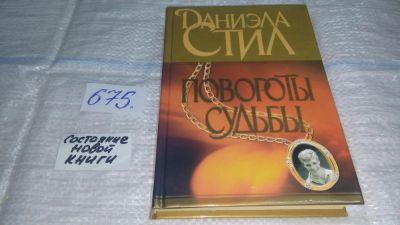 675.
состояние
новой
книги
ДАНИЭЛА
СТИЛ
ПОВОРОТЫ
СУДЬБЫ